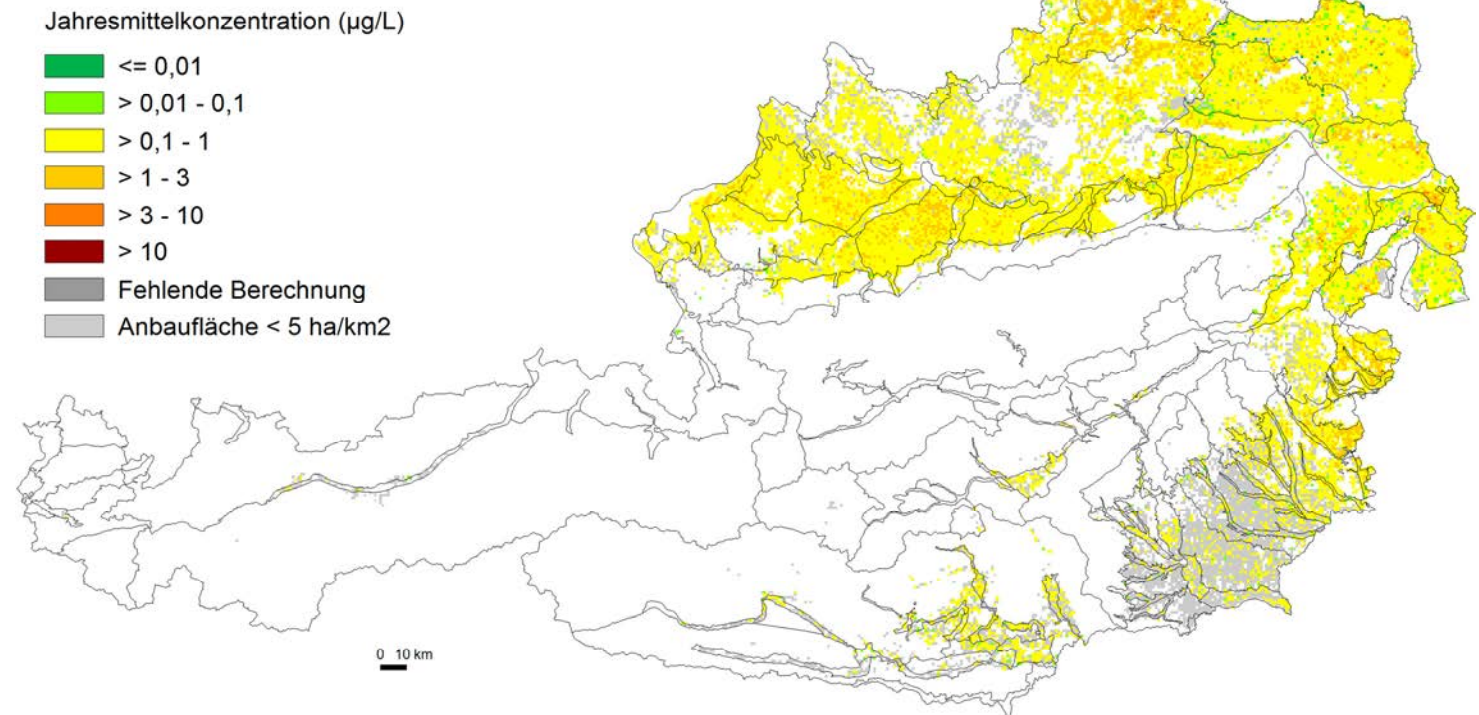 Jahresmittelkonzentration (µg/L)
<= 0,01
> 0,01 - 0,1
> 0,1 - 1
> 1 - 3
> 3 - 10
> 10
Fehlende Berechnung
Anbaufläche < 5 ha/km2
0 10 km